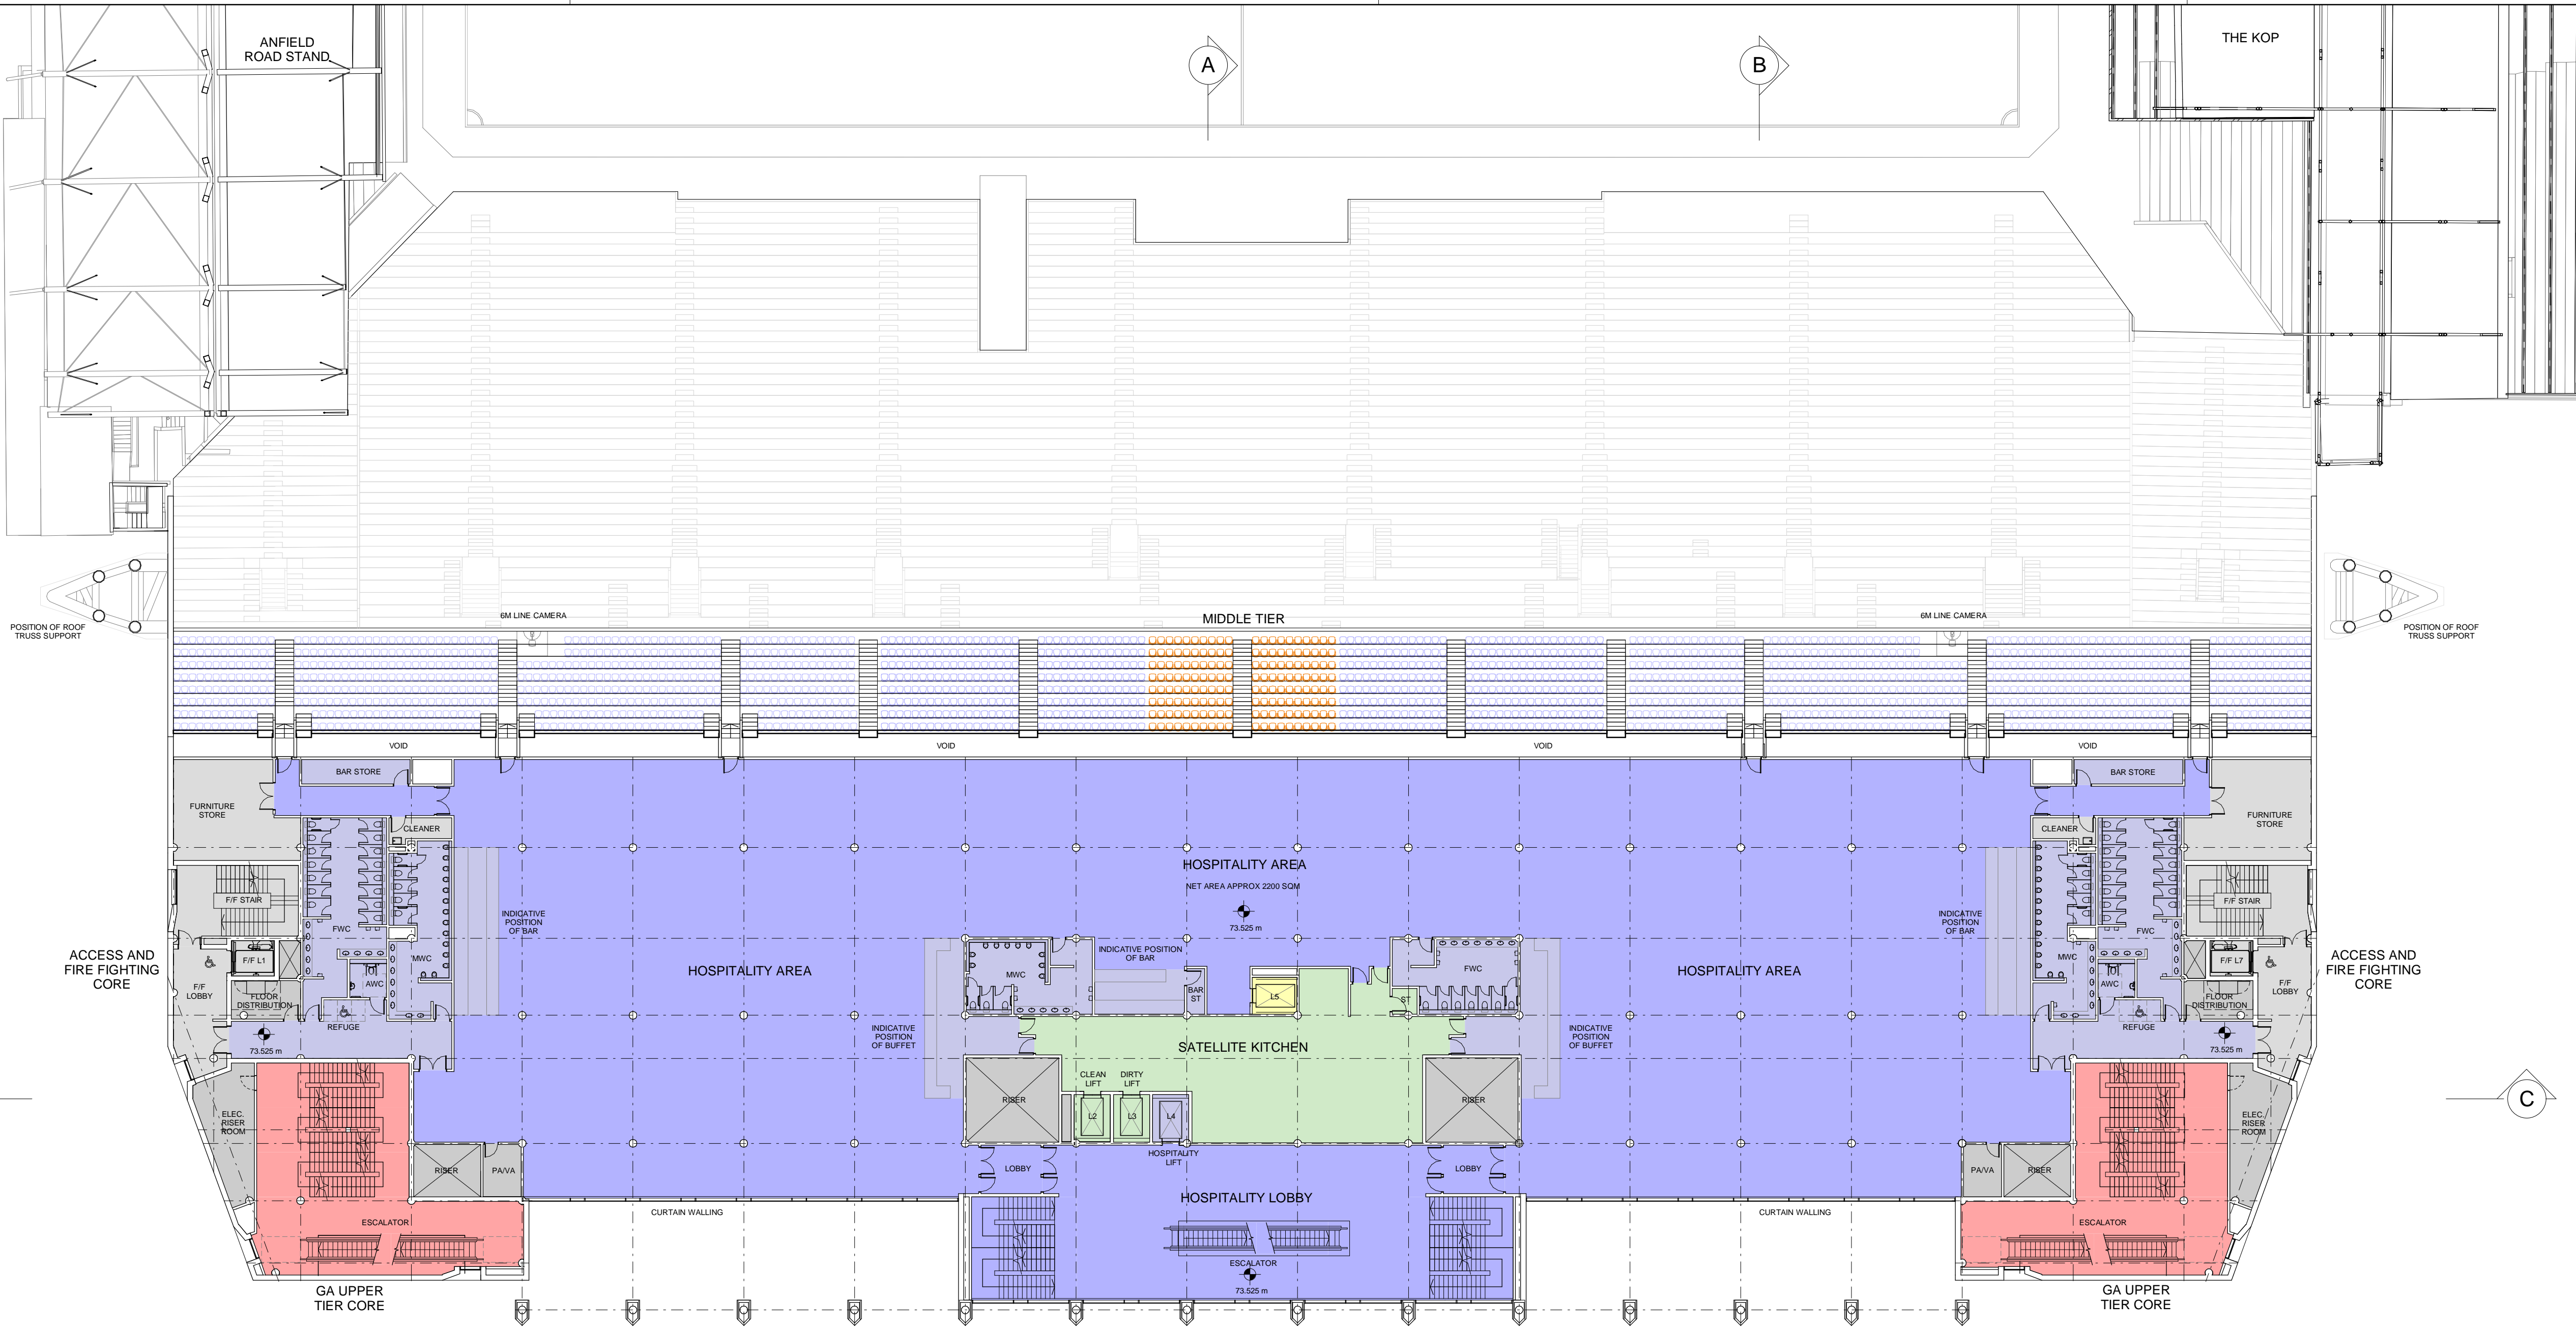 ANFIELD
ROAD STAND
A
B
THE KOP
6M LINE CAMERA
MIDDLE TIER
6M LINE CAMERA
POSITION OF ROOF
TRUSS SUPPORT
POSITION OF ROOF
TRUSS SUPPORT
VOID
VOID
VOID
VOID
BAR STORE
BAR STORE
FURNITURE
STORE
FURNITURE
STORE
CLEANER
CLEANER
HOSPITALITY AREA
NET AREA APPROX 2200 SQM
73.525 m
F/F STAIR
F/F STAIR
INDICATIVE
POSITION
OF BAR
INDICATIVE
POSITION
OF BAR
FWC
FWC
MWC
MWC
ACCESS AND
FIRE FIGHTING
CORE
ACCESS AND
FIRE FIGHTING
CORE
F/F L1
F/F L7
AWC
AWC
F/F
LOBBY
F/F
LOBBY
FLOOR
DISTRIBUTION
FLOOR
DISTRIBUTION
REFUGE
REFUGE
73.525 m
73.525 m
HOSPITALITY AREA
HOSPITALITY AREA
INDICATIVE POSITION
OF BAR
MWC
FWC
BAR
ST
L5
ST
INDICATIVE
POSITION
OF BUFFET
INDICATIVE
POSITION
OF BUFFET
SATELLITE KITCHEN
CLEAN
LIFT
DIRTY
LIFT
RISER
L2
L3
L4
RISER
C
ELEC.
RISER
ROOM
ELEC.
RISER
ROOM
HOSPITALITY
LIFT
RISER
PA/VA
LOBBY
LOBBY
PA/VA
RISER
HOSPITALITY LOBBY
CURTAIN WALLING
CURTAIN WALLING
ESCALATOR
ESCALATOR
ESCALATOR
73.525 m
GA UPPER
TIER CORE
GA UPPER
TIER CORE